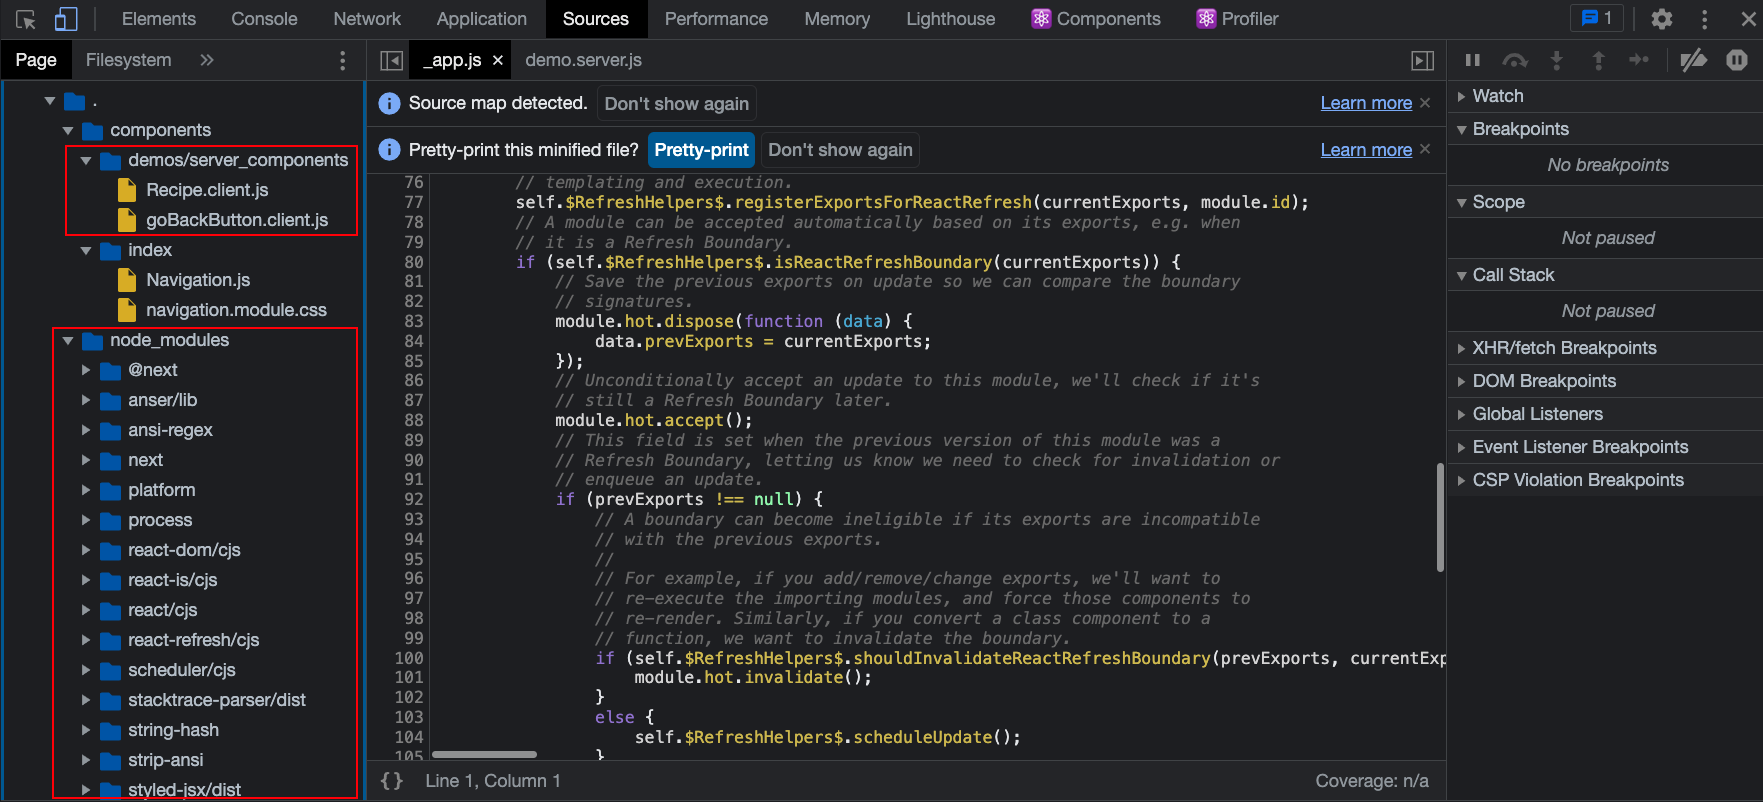 Elements Console Network Application Sources Performance Memory Lighthouse Components Profiler 1
Page Filesystem
.
components
demos/server_components
Recipe.client.js
goBackButton.client.js
index
Navigation.js
navigation.module.css
node_modules
@next
anser/lib
ansi-regex
next
platform
process
react-dom/cjs
react-is/cjs
react/cjs
react-refresh/cjs
scheduler/cjs
stacktrace-parser/dist
string-hash
strip-ansi
styled-jsx/dist
_app.js demo.server.js
Source map detected. Don't show again Learn more
Pretty-print this minified file? Pretty-print Don't show again Learn more
76 // templating and execution.
77 self.$RefreshHelpers$.registerExportsForReactRefresh(currentExports, module.id);
78 // A module can be accepted automatically based on its exports, e.g. when
79 // it is a Refresh Boundary.
80 if (self.$RefreshHelpers$.isReactRefreshBoundary(currentExports)) {
81 // Save the previous exports on update so we can compare the boundary
82 // signatures.
83 module.hot.dispose(function (data) {
84 data.prevExports = currentExports;
85 });
86 // Unconditionally accept an update to this module, we'll check if it's
87 // still a Refresh Boundary later.
88 module.hot.accept();
89 // This field is set when the previous version of this module was a
90 // Refresh Boundary, letting us know we need to check for invalidation or
91 // enqueue an update.
92 if (prevExports !== null) {
93 // A boundary can become ineligible if its exports are incompatible
94 // with the previous exports.
95 //
96 // For example, if you add/remove/change exports, we'll want to
97 // re-execute the importing modules, and force those components to
98 // re-render. Similarly, if you convert a class component to a
99 // function, we want to invalidate the boundary.
100 if (self.$RefreshHelpers$.shouldInvalidateReactRefreshBoundary(prevExports, currentExp
101 module.hot.invalidate();
102 }
103 else {
104 self.$RefreshHelpers$.scheduleUpdate();
105 }
{} Line 1, Column 1 Coverage: n/a
Watch
Breakpoints
No breakpoints
Scope
Not paused
Call Stack
Not paused
XHR/fetch Breakpoints
DOM Breakpoints
Global Listeners
Event Listener Breakpoints
CSP Violation Breakpoints